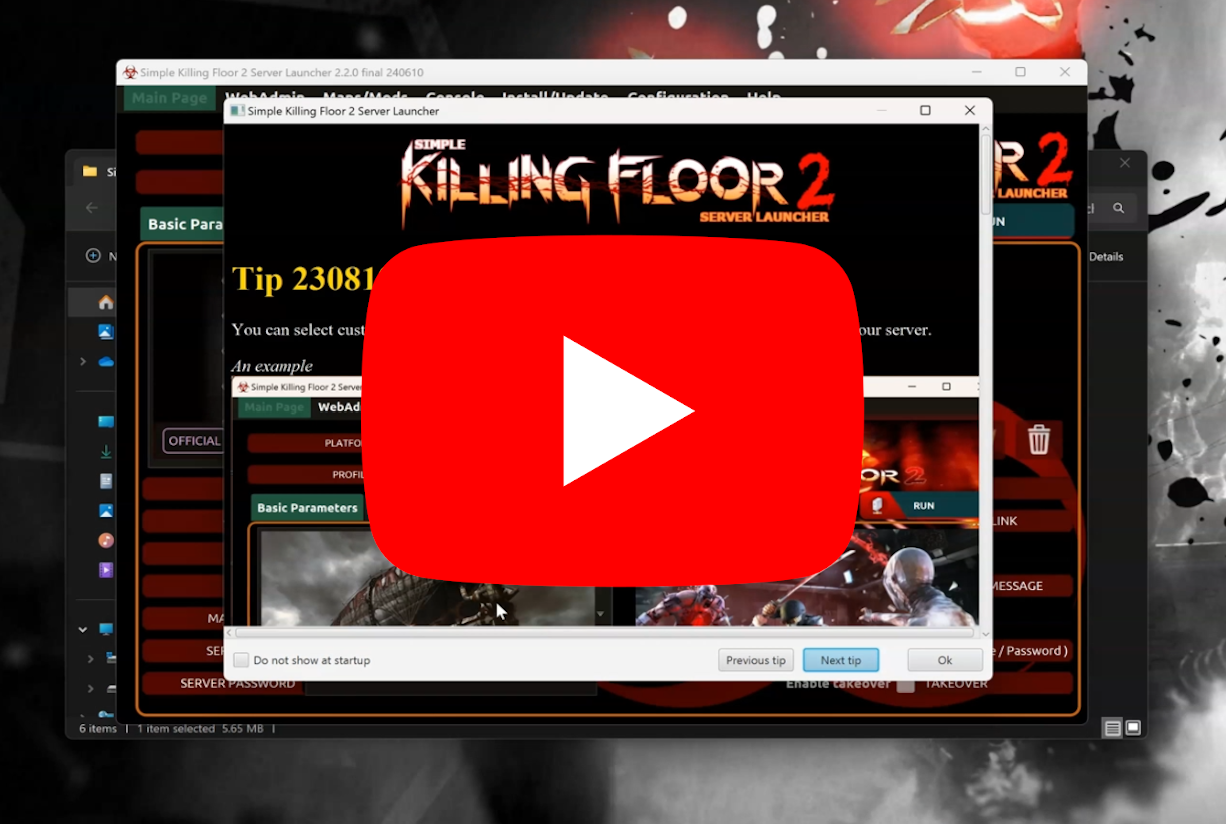 Simple Killing Floor 2 Server Launcher 2.2.0 final 240610
Main Page WebAdmin Maps/Mods Console Install/Update Configuration Help
Simple Killing Floor 2 Server Launcher
SIMPLE
KILLING FLOOR 2
SERVER LAUNCHER
R 2
LAUNCHER
Basic Para
Details
Tip 23081
You can select cust
our server.
An example
Simple Killing Floor 2 Server
Main Page WebAd
OFFICIAL
PLATFO
PROFIL
OR 2
Basic Parameters
RUN
LINK
MESSAGE
MA
SER
e / Password )
Do not show at startup
Previous tip
Next tip
Ok
SERVER PASSWORD
Enable takeover
TAKEOVER
6 items
1 item selected 5.65 MB